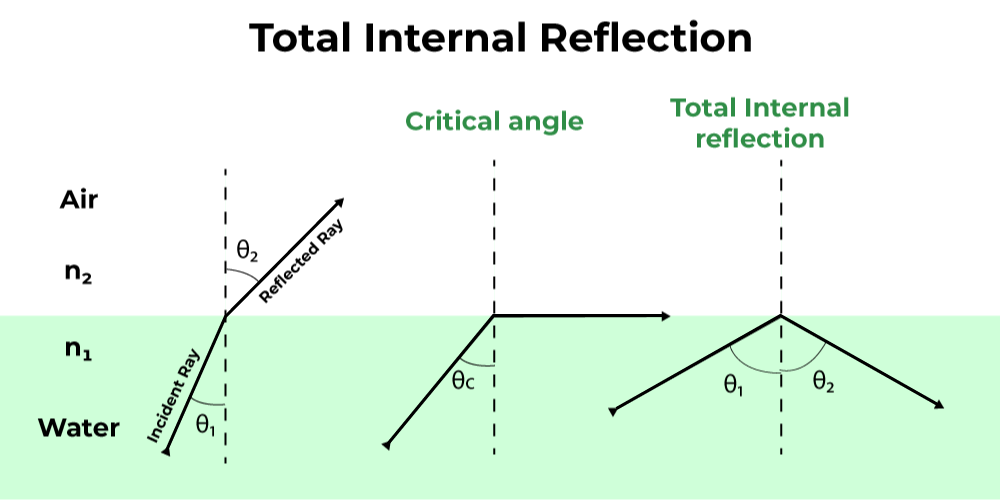 Total Internal Reflection
Critical angle
Total Internal
reflection
Air
n₂
n₁
Water
θ₂
Reflected Ray
Incident Ray
θ₁
θc
θ₁
θ₂